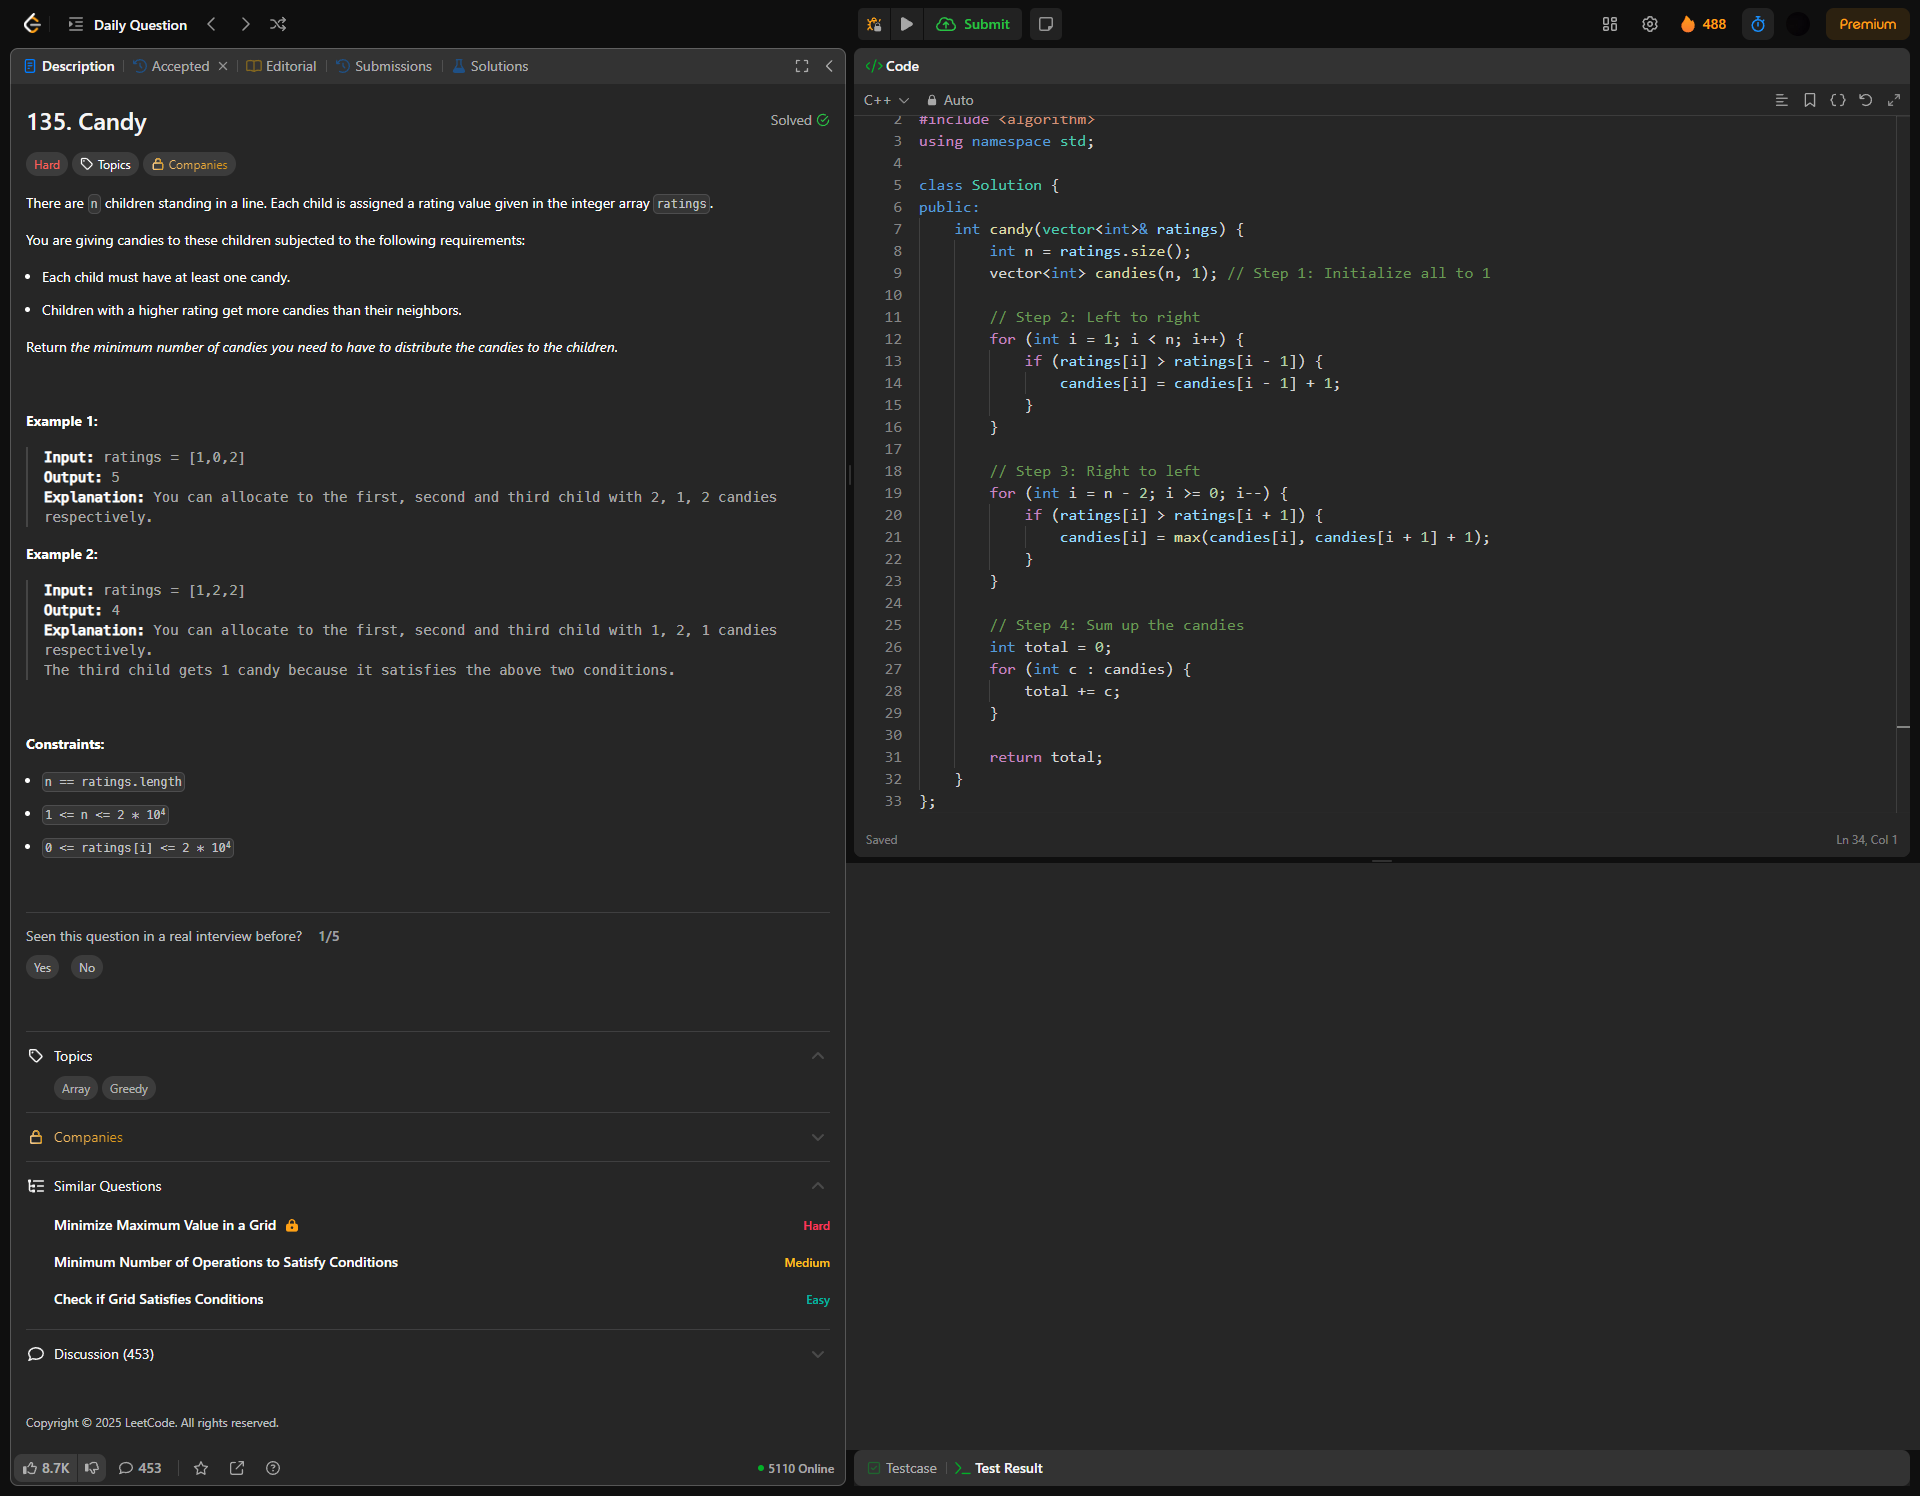 Daily Question
Submit
488
Premium
Description
Accepted
Editorial
Submissions
Solutions
135. Candy
Solved
Hard
Topics
Companies
There are n children standing in a line. Each child is assigned a rating value given in the integer array ratings.
You are giving candies to these children subjected to the following requirements:
• Each child must have at least one candy.
• Children with a higher rating get more candies than their neighbors.
Return the minimum number of candies you need to have to distribute the candies to the children.
Example 1:
Input: ratings = [1,0,2]
Output: 5
Explanation: You can allocate to the first, second and third child with 2, 1, 2 candies
respectively.
Example 2:
Input: ratings = [1,2,2]
Output: 4
Explanation: You can allocate to the first, second and third child with 1, 2, 1 candies
respectively.
The third child gets 1 candy because it satisfies the above two conditions.
Constraints:
• n == ratings.length
• 1 <= n <= 2 * 10⁴
• 0 <= ratings[i] <= 2 * 10⁴
Seen this question in a real interview before? 1/5
Yes
No
Topics
Array
Greedy
Companies
Similar Questions
Minimize Maximum Value in a Grid
Hard
Minimum Number of Operations to Satisfy Conditions
Medium
Check if Grid Satisfies Conditions
Easy
Discussion (453)
Copyright © 2025 LeetCode. All rights reserved.
8.7K
453
5110 Online
</> Code
C++
Auto
2 #include <algorithm>
3 using namespace std;
4
5 class Solution {
6 public:
7     int candy(vector<int>& ratings) {
8         int n = ratings.size();
9         vector<int> candies(n, 1); // Step 1: Initialize all to 1
10
11         // Step 2: Left to right
12         for (int i = 1; i < n; i++) {
13             if (ratings[i] > ratings[i - 1]) {
14                 candies[i] = candies[i - 1] + 1;
15             }
16         }
17
18         // Step 3: Right to left
19         for (int i = n - 2; i >= 0; i--) {
20             if (ratings[i] > ratings[i + 1]) {
21                 candies[i] = max(candies[i], candies[i + 1] + 1);
22             }
23         }
24
25         // Step 4: Sum up the candies
26         int total = 0;
27         for (int c : candies) {
28             total += c;
29         }
30
31         return total;
32     }
33 };
Saved
Ln 34, Col 1
Testcase
Test Result